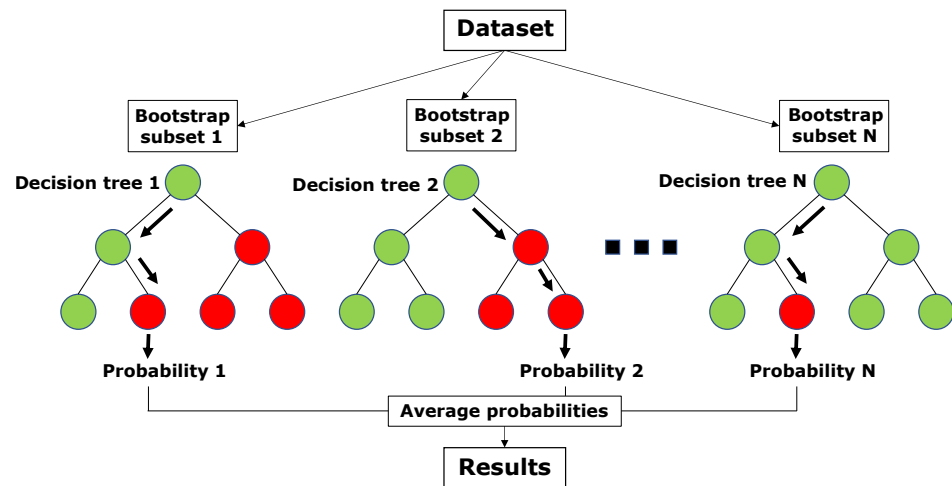 Dataset
Bootstrap
subset 1
Bootstrap
subset 2
Bootstrap
subset N
Decision tree 1
Decision tree 2
Decision tree N
Probability 1
Probability 2
Probability N
Average probabilities
Results